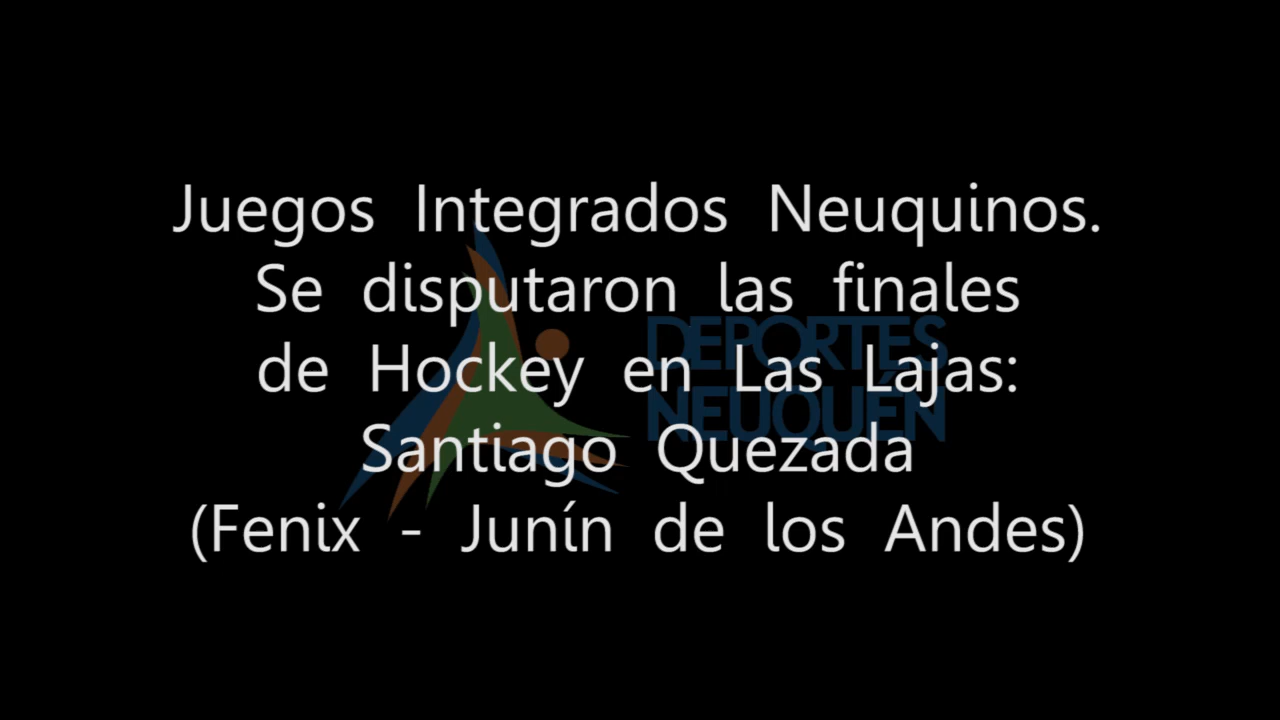 Juegos Integrados Neuquinos.
Se disputaron las finales
de Hockey en Las Lajas:
Santiago Quezada
(Fenix - Junín de los Andes)
DEPORTES
NEUQUÉN